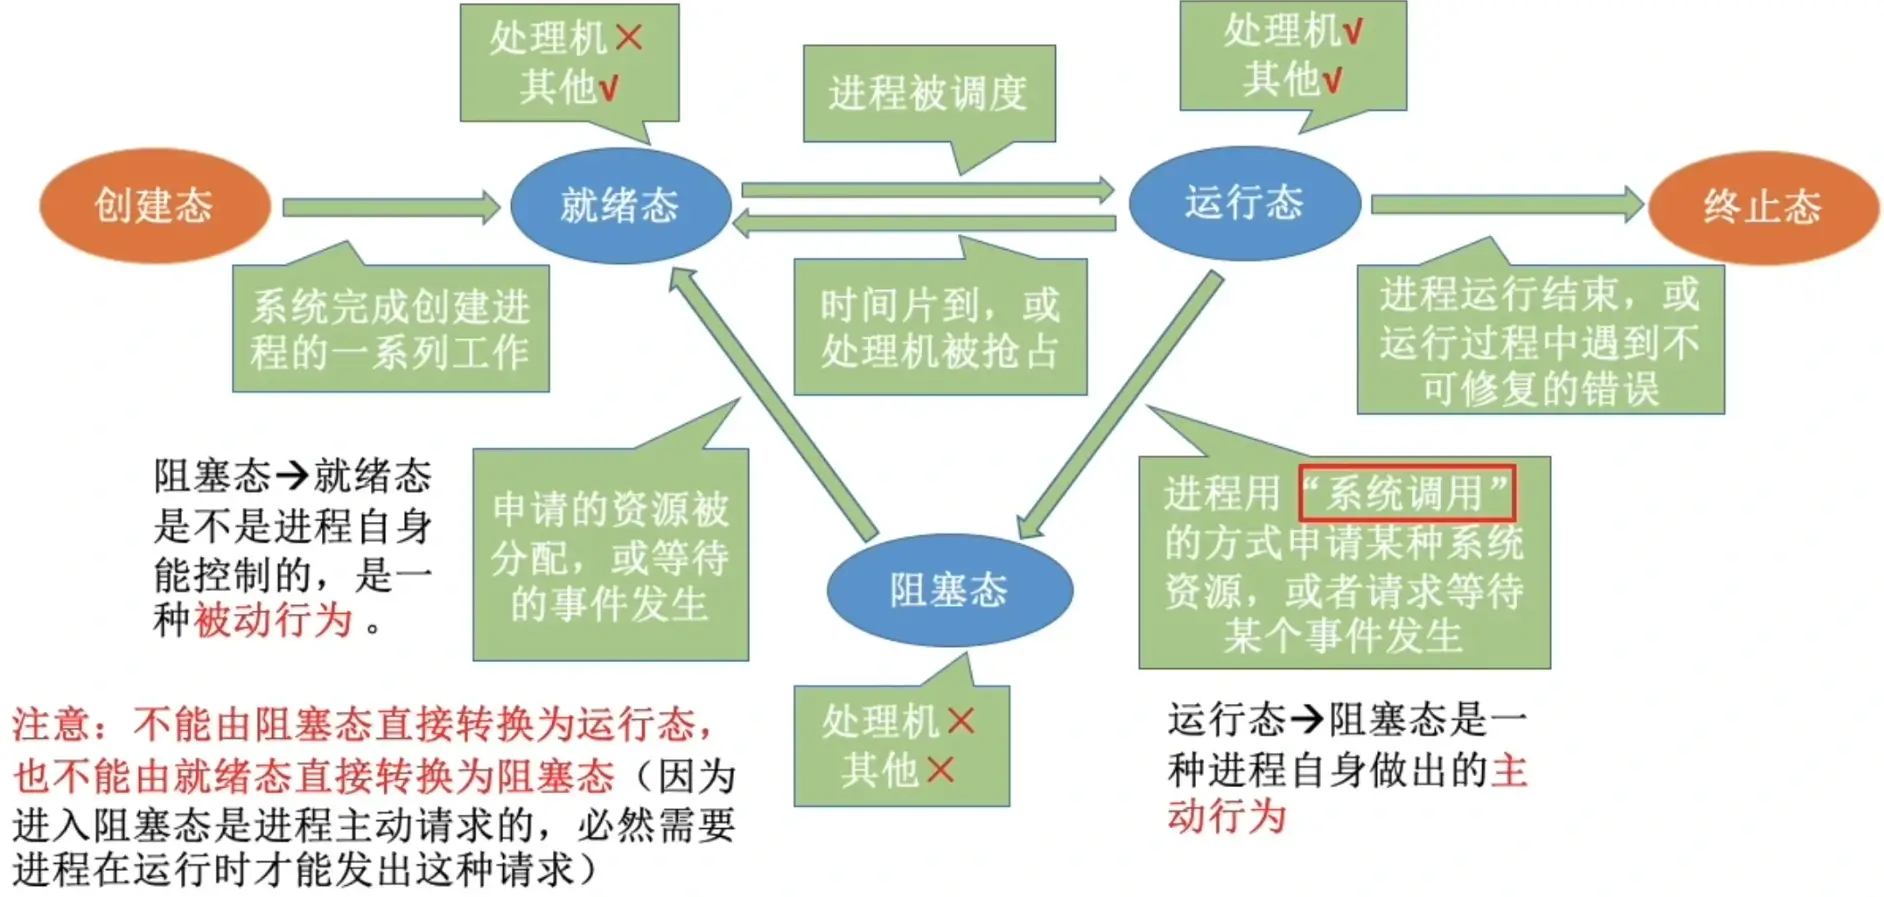 处理机×
其他√
进程被调度
处理机√
其他√
创建态
就绪态
运行态
终止态
系统完成创建进
程的一系列工作
时间片到，或
处理机被抢占
进程运行结束，或
运行过程中遇到不
可修复的错误
阻塞态→就绪态
是不是进程自身
能控制的，是一
种被动行为。
申请的资源被
分配，或等待
的事件发生
阻塞态
进程用“系统调用”
的方式申请某种系统
资源，或者请求等待
某个事件发生
处理机×
其他×
运行态→阻塞态是一
种进程自身做出的主
动行为
注意：不能由阻塞态直接转换为运行态，
也不能由就绪态直接转换为阻塞态（因为
进入阻塞态是进程主动请求的，必然需要
进程在运行时才能发出这种请求）